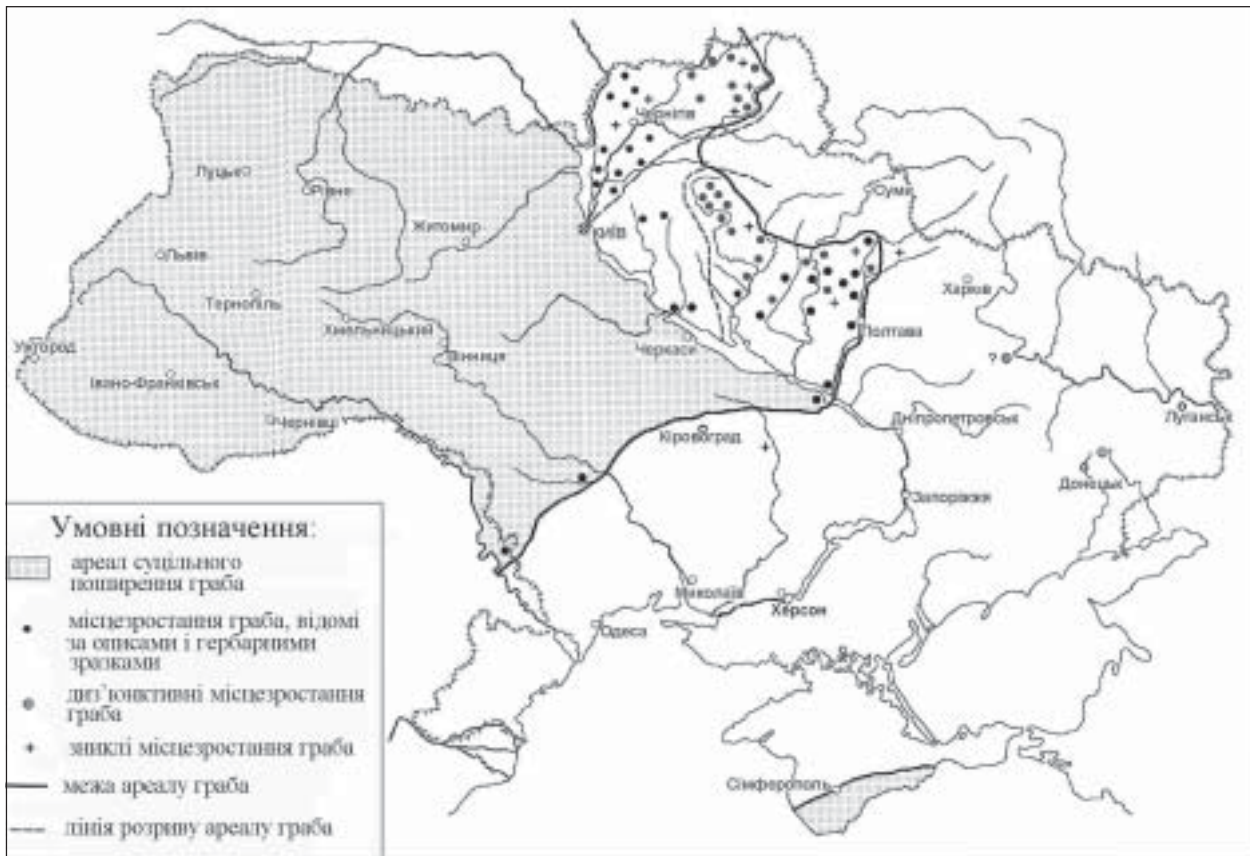 Чернігів
Луцьк
Рівне
Суми
Житомир
КИЇВ
Львів
Харків
Тернопіль
Хмельницький
Полтава
Ужгород
Вінниця
Черкаси
?
Івано-Франківськ
Чернівці
Кіровоград
Дніпропетровськ
Луганськ
Донецьк
Запоріжжя
Миколаїв
Херсон
Одеса
Сімферополь
Умовні позначення:
ареал суцільного
поширення граба
місцезростання граба, відомі
за описами і гербарними
зразками
диз'юнктивні місцезростання
граба
зниклі місцезростання граба
межа ареалу граба
лінія розриву ареалу граба